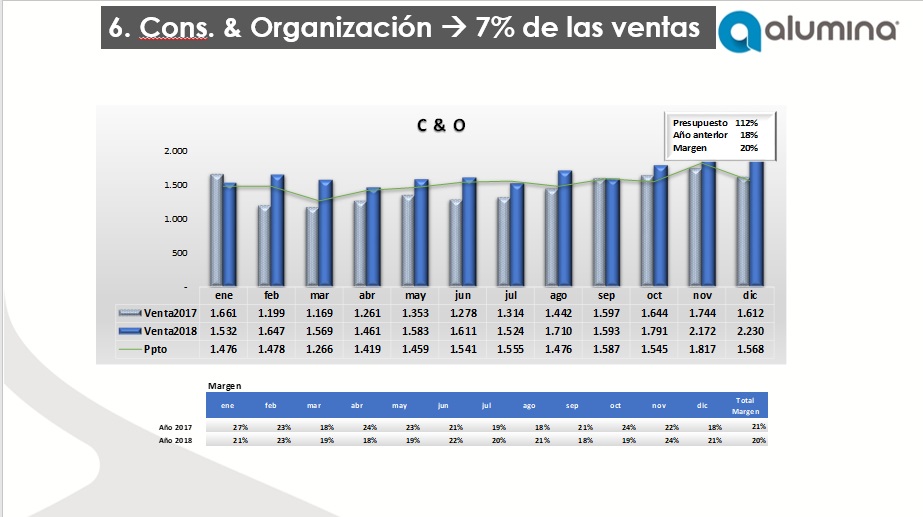 6. Cons. & Organización → 7% de las ventas
alumina
C & O
Presupuesto 112%
Año anterior 18%
Margen 20%
2.000
1.500
1.000
500
-
ene feb mar abr may jun jul ago sep oct nov dic
Venta2017 1.661 1.199 1.169 1.261 1.353 1.278 1.314 1.442 1.597 1.644 1.744 1.612
Venta2018 1.532 1.647 1.569 1.461 1.583 1.611 1.524 1.710 1.593 1.791 2.172 2.230
Ppto 1.476 1.478 1.266 1.419 1.459 1.541 1.555 1.476 1.587 1.545 1.817 1.568
Margen
ene feb mar abr may jun jul ago sep oct nov dic Total Margen
Año 2017 27% 23% 18% 24% 23% 21% 19% 18% 21% 24% 22% 18% 21%
Año 2018 21% 23% 19% 18% 19% 22% 20% 21% 18% 19% 24% 21% 20%